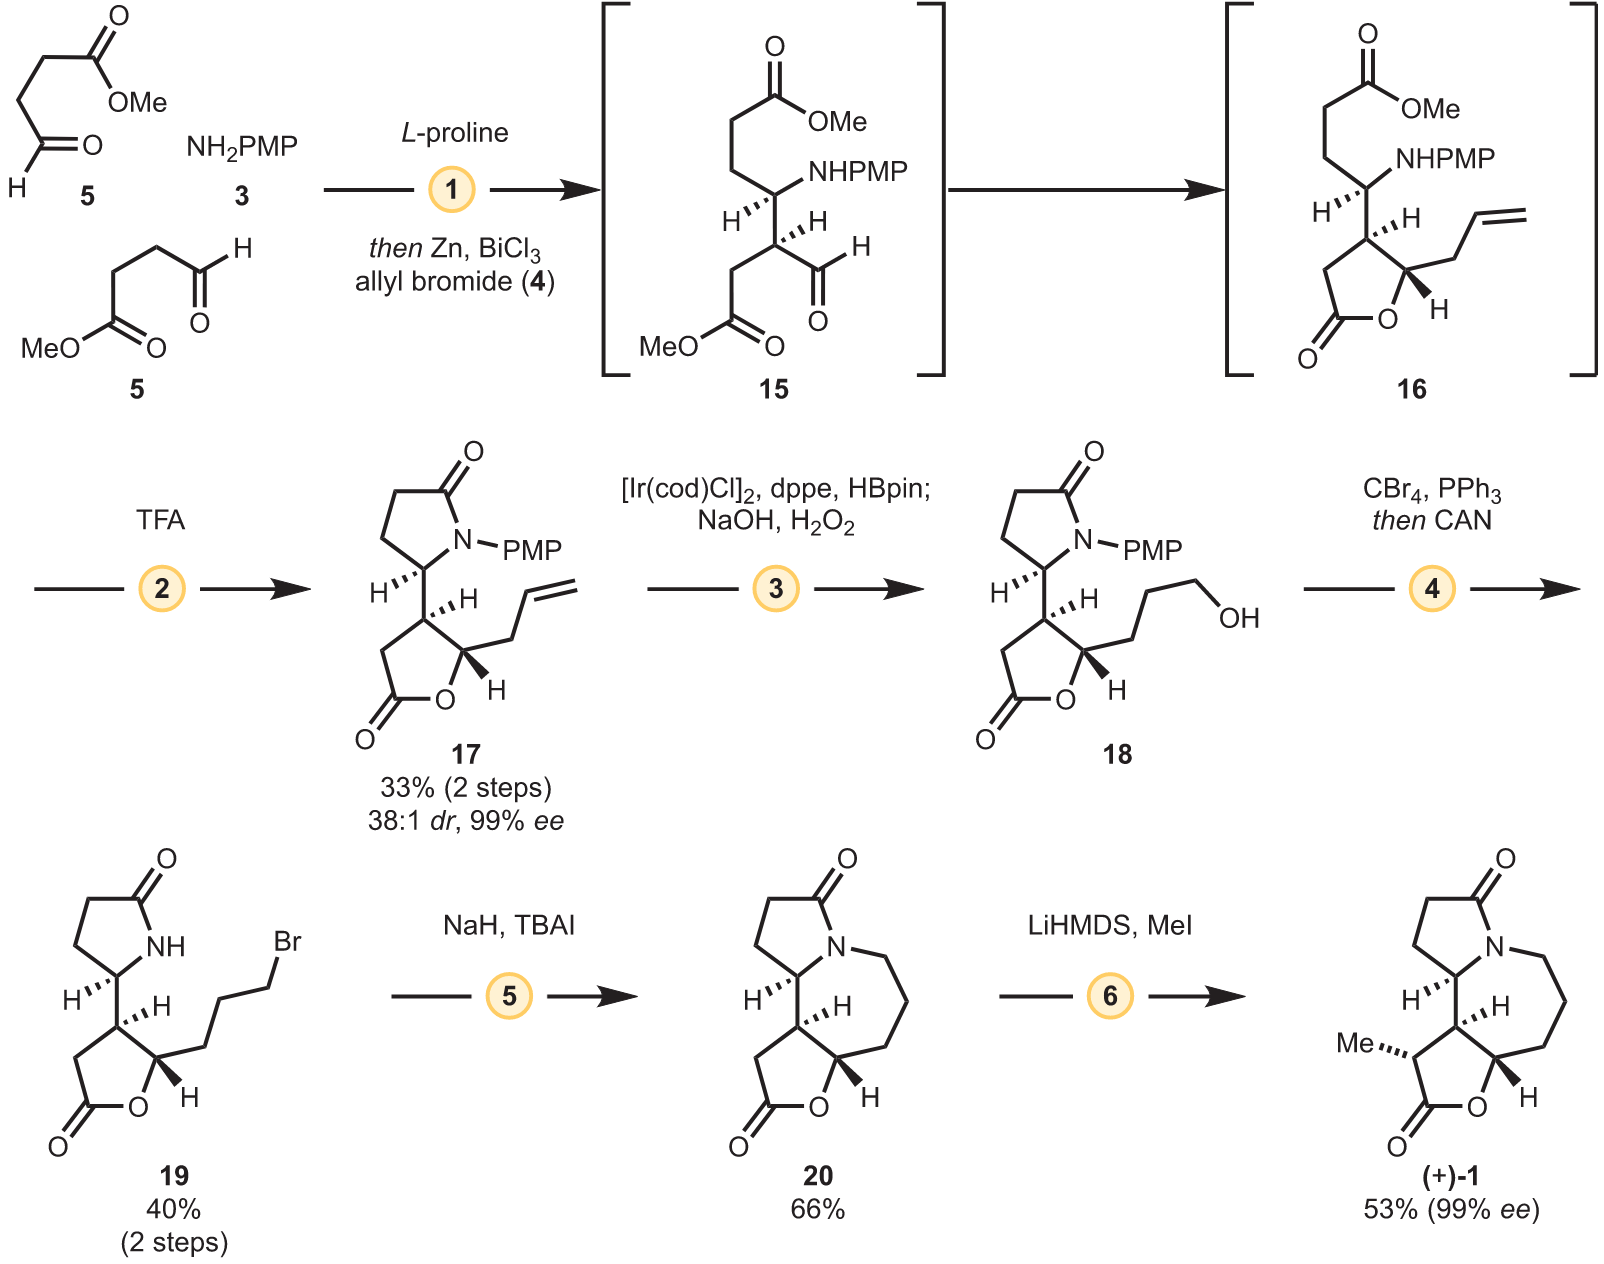 O
OMe
O
H
5
NH2PMP
3
H
O
MeO
O
5
L-proline
1
then Zn, BiCl3
allyl bromide (4)
O
OMe
NHPMP
H
H
H
O
MeO
O
15
O
OMe
NHPMP
H
H
H
O
O
16
TFA
2
O
N
PMP
H
H
H
O
O
17
33% (2 steps)
38:1 dr, 99% ee
[Ir(cod)Cl]2, dppe, HBpin;
NaOH, H2O2
3
O
N
PMP
H
H
OH
H
O
O
18
CBr4, PPh3
then CAN
4
O
NH
Br
H
H
H
O
O
19
40%
(2 steps)
NaH, TBAI
5
O
N
H
H
H
O
O
20
66%
LiHMDS, MeI
6
O
N
H
H
Me
H
O
O
(+)-1
53% (99% ee)